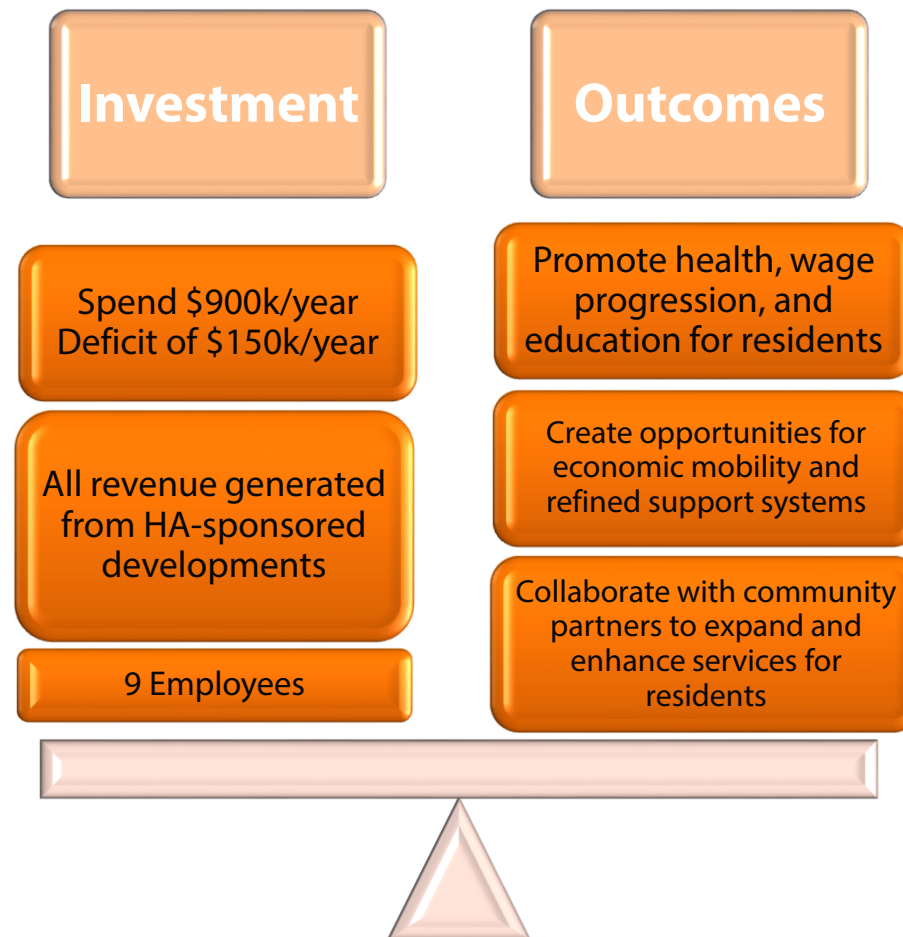 Investment
Spend $900k/year
Deficit of $150k/year
All revenue generated
from HA-sponsored
developments
9 Employees
Outcomes
Promote health, wage
progression, and
education for residents
Create opportunities for
economic mobility and
refined support systems
Collaborate with community
partners to expand and
enhance services for
residents